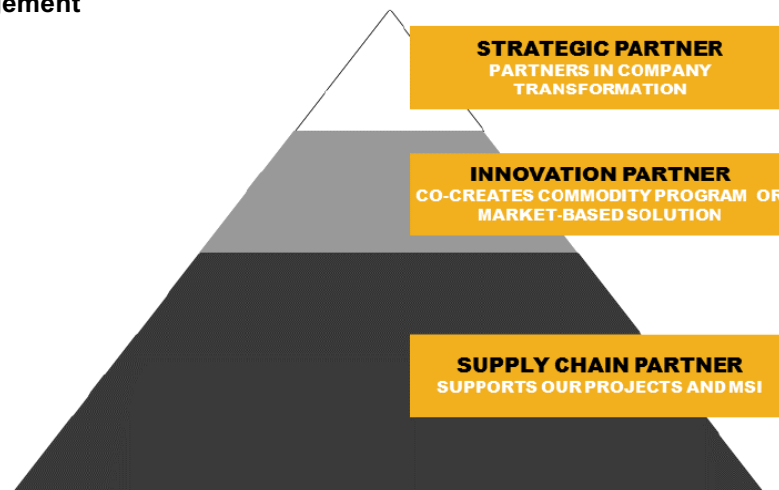 STRATEGIC PARTNER
PARTNERS IN COMPANY
TRANSFORMATION
INNOVATION PARTNER
CO-CREATES COMMODITY PROGRAM OR
MARKET-BASED SOLUTION
SUPPLY CHAIN PARTNER
SUPPORTS OUR PROJECTS AND MSI